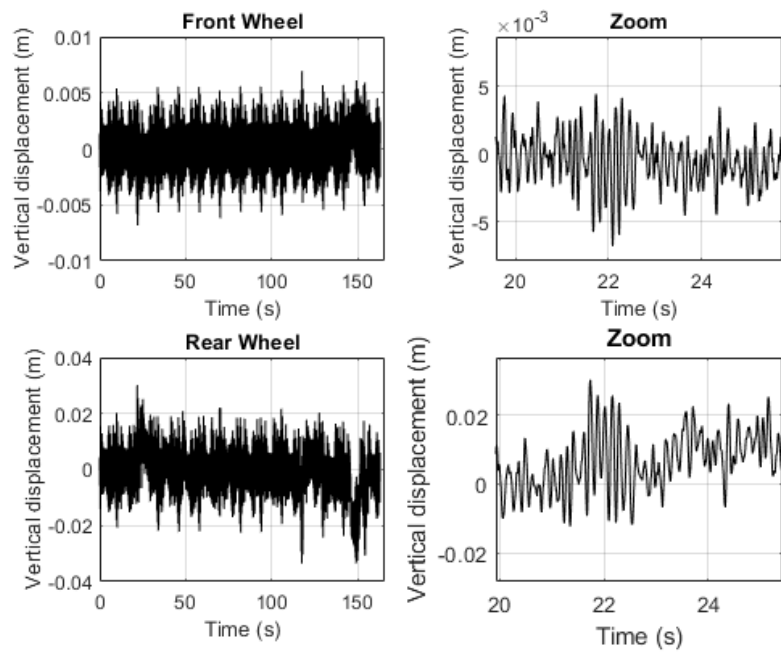 Front Wheel
Vertical displacement (m)
0.01
0.005
0
-0.005
-0.01
0 50 100 150
Time (s)
Zoom
×10⁻³
Vertical displacement (m)
5
0
-5
20 22 24
Time (s)
Rear Wheel
Vertical displacement (m)
0.04
0.02
0
-0.02
-0.04
0 50 100 150
Time (s)
Zoom
Vertical displacement (m)
0.02
0
-0.02
20 22 24
Time (s)